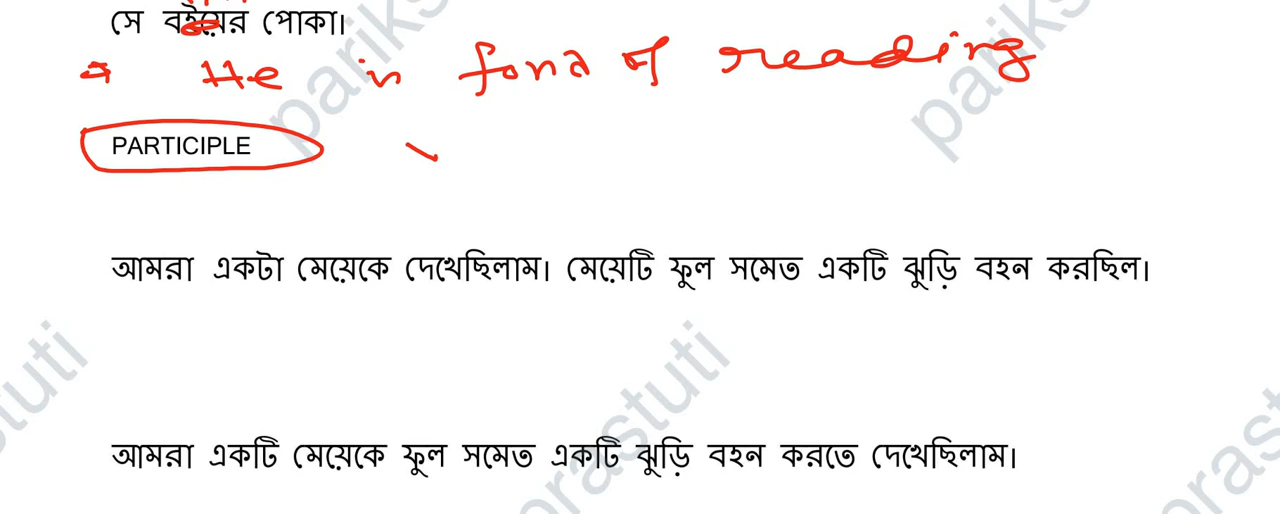 সে বইয়ের পোকা।
He is fond of reading
PARTICIPLE
আমরা একটা মেয়েকে দেখেছিলাম। মেয়েটি ফুল সমেত একটি ঝুড়ি বহন করছিল।
আমরা একটি মেয়েকে ফুল সমেত একটি ঝুড়ি বহন করতে দেখেছিলাম।